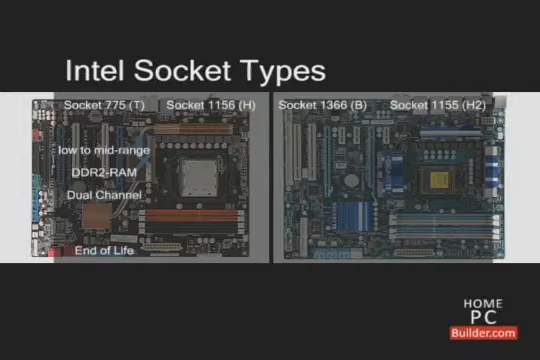 Intel Socket Types
Socket 775 (T) Socket 1156 (H) Socket 1366 (B) Socket 1155 (H2)
low to mid-range
DDR2-RAM
Dual Channel
End of Life
HOME
PC
Builder.com